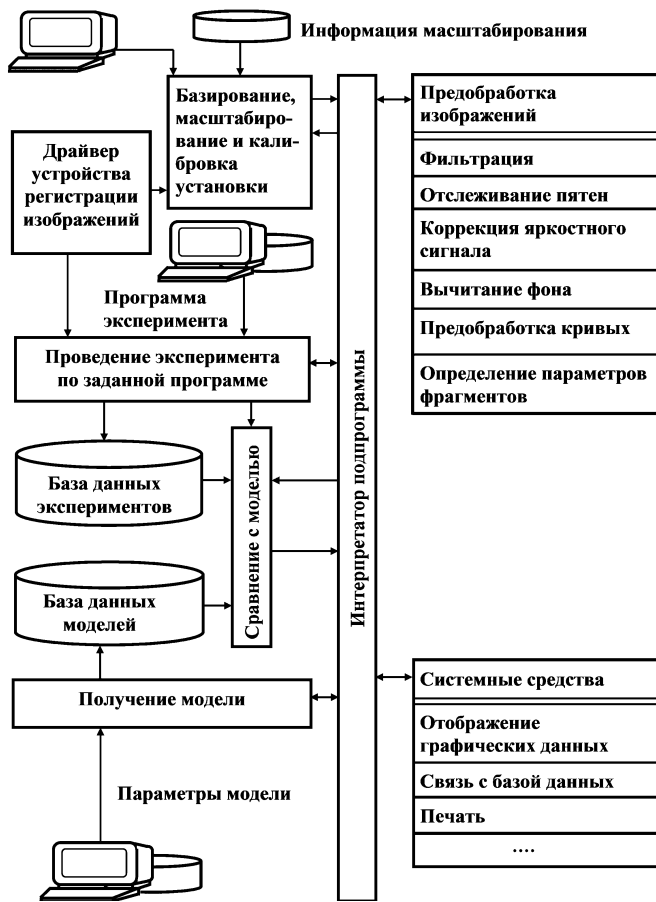 Информация масштабирования
Базирование,
масштабиро-
вание и кали-
бровка
установки
Драйвер
устройства
регистрации
изображений
Программа
эксперимента
Проведение эксперимента
по заданной программе
База данных
экспериментов
База данных
моделей
Сравнение с моделью
Получение модели
Параметры модели
Интерпретатор подпрограммы
Предобработка
изображений
Фильтрация
Отслеживание пятен
Коррекция яркостного
сигнала
Вычитание фона
Предобработка кривых
Определение параметров
фрагментов
Системные средства
Отображение
графических данных
Связь с базой данных
Печать
....